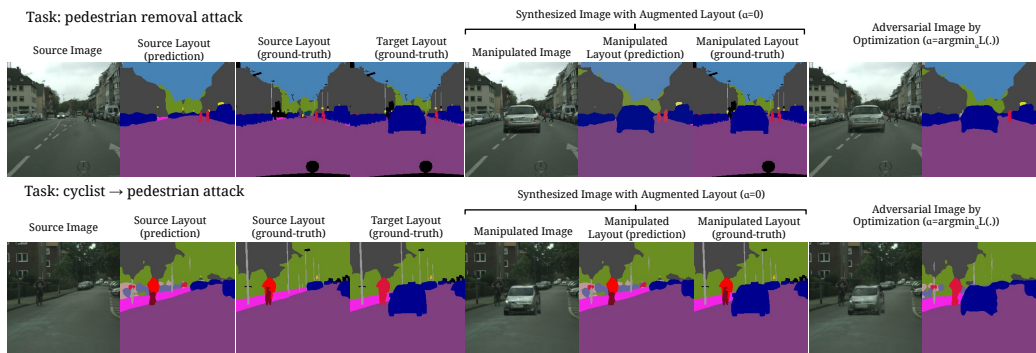 Task: pedestrian removal attack
Synthesized Image with Augmented Layout (α=0)
Adversarial Image by
Optimization (α=argminαL(.))
Source Image
Source Layout
(prediction)
Source Layout
(ground-truth)
Target Layout
(ground-truth)
Manipulated Image
Manipulated
Layout (prediction)
Manipulated Layout
(ground-truth)
Task: cyclist → pedestrian attack
Synthesized Image with Augmented Layout (α=0)
Adversarial Image by
Optimization (α=argminαL(.))
Source Image
Source Layout
(prediction)
Source Layout
(ground-truth)
Target Layout
(ground-truth)
Manipulated Image
Manipulated
Layout (prediction)
Manipulated Layout
(ground-truth)